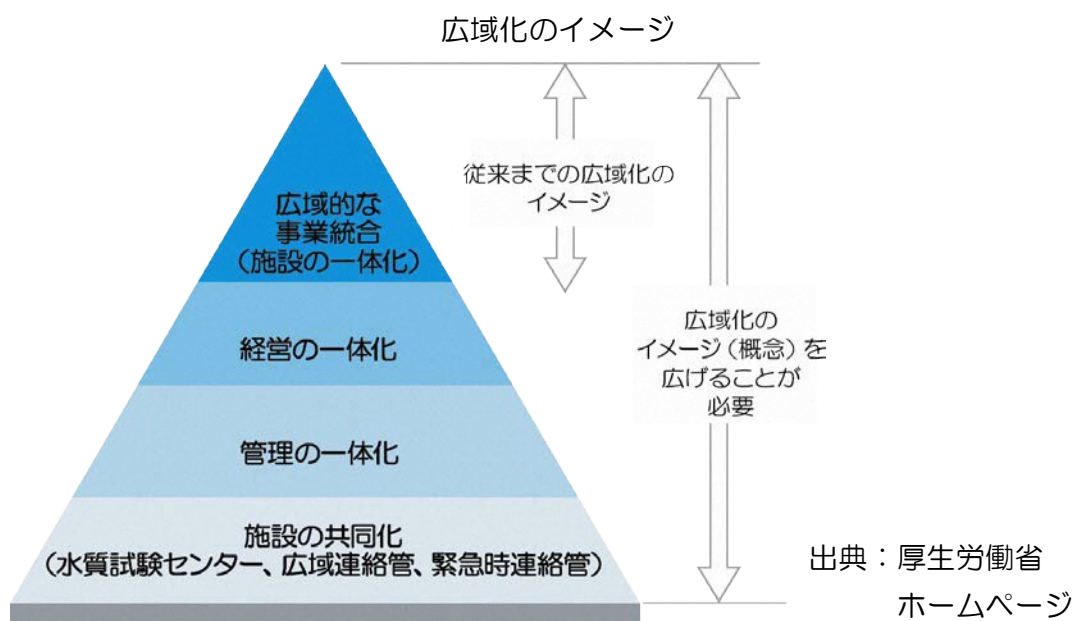 広域化のイメージ
広域的な
事業統合
（施設の一体化）
経営の一体化
管理の一体化
施設の共同化
（水質試験センター、広域連絡管、緊急時連絡管）
従来までの広域化の
イメージ
広域化の
イメージ（概念）を
広げることが
必要
出典：厚生労働省
ホームページ